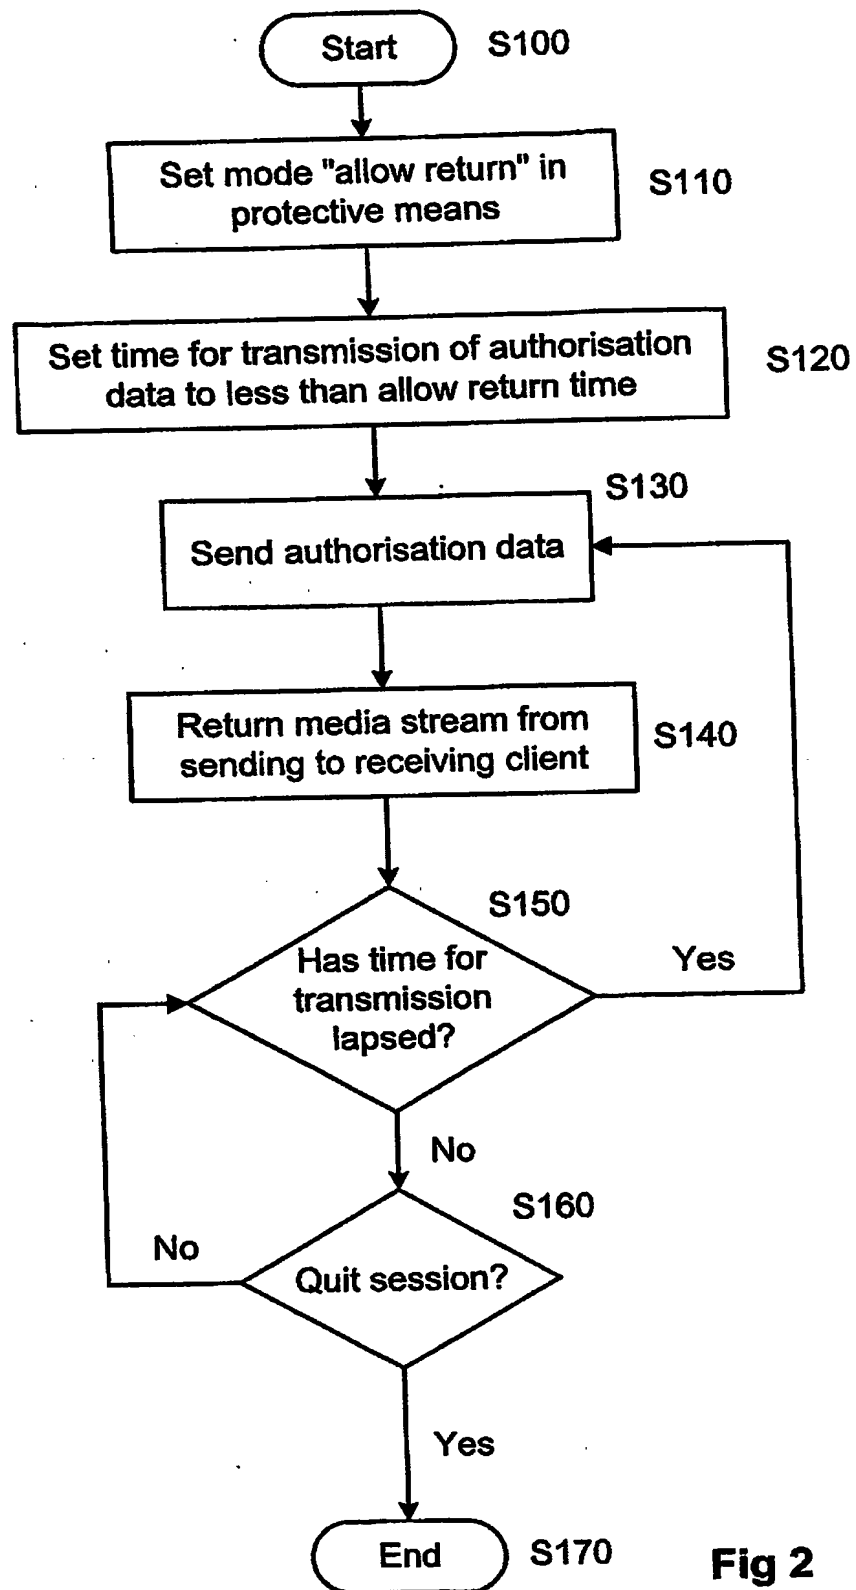 Start
S100
Set mode "allow return" in
protective means
S110
Set time for transmission of authorisation
data to less than allow return time
S120
S130
Send authorisation data
Return media stream from
sending to receiving client
S140
S150
Has time for
transmission
lapsed?
Yes
No
S160
No
Quit session?
Yes
End
S170
Fig 2